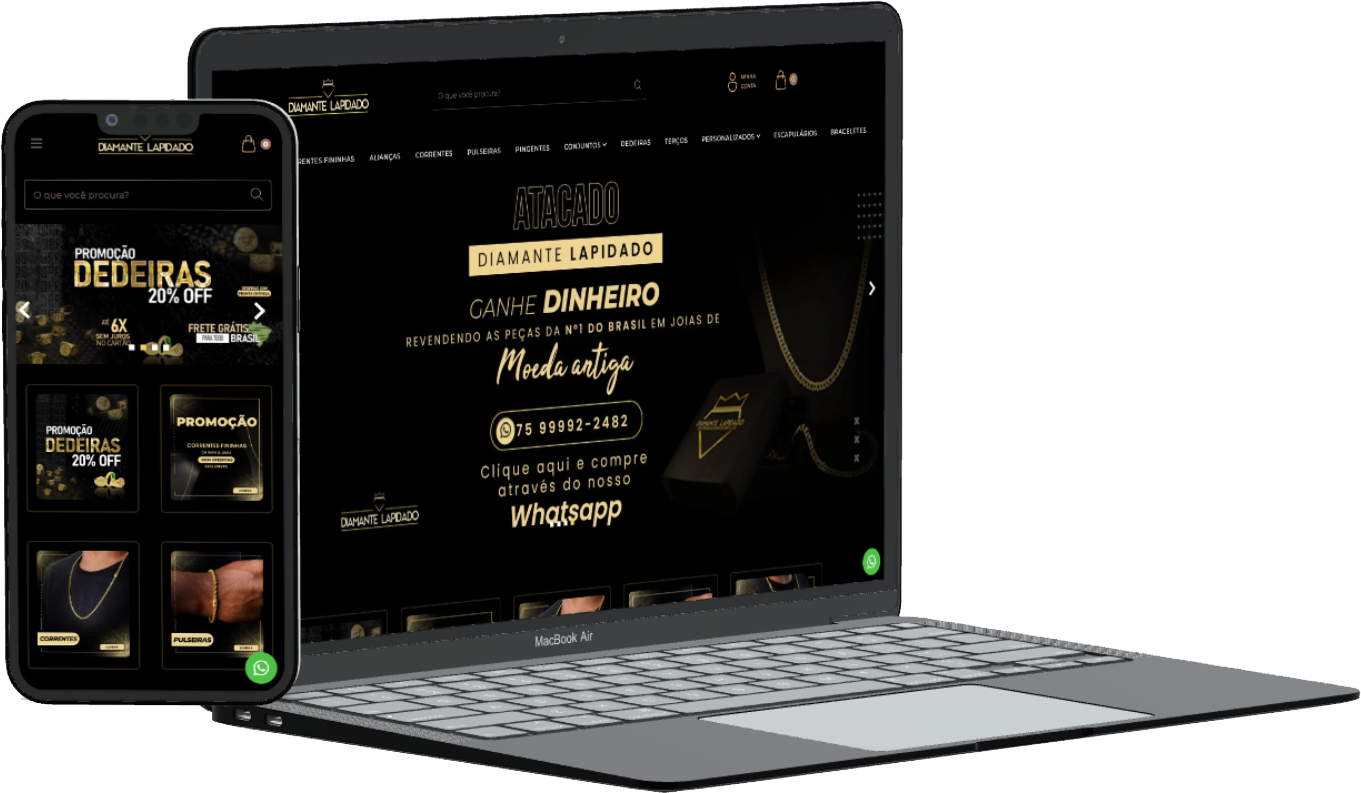 DIAMANTE LAPIDADO
O que você procura?
PROMOÇÃO
DEDEIRAS
20% OFF
ATÉ
6X
SEM JUROS
NO CARTÃO
FRETE GRÁTIS
PARA TODO BRASIL
PROMOÇÃO
DEDEIRAS
20% OFF
PROMOÇÃO
CORRENTES FININHAS
CORRENTES
PULSEIRAS
DIAMANTE LAPIDADO
O que você procura?
MINHA
CONTA
0
RENTES FININHAS
ALIANÇAS
CORRENTES
PULSEIRAS
PINGENTES
CONJUNTOS
DEDEIRAS
TERÇOS
PERSONALIZADOS
ESCAPULÁRIOS
BRACELETES
ATACADO
DIAMANTE LAPIDADO
GANHE DINHEIRO
REVENDENDO AS PEÇAS DA Nº1 DO BRASIL EM JOIAS DE
Moeda antiga
75 99992-2482
Clique aqui e compre
através do nosso
Whatsapp
DIAMANTE LAPIDADO
DIAMANTE LAPIDADO
MacBook Air